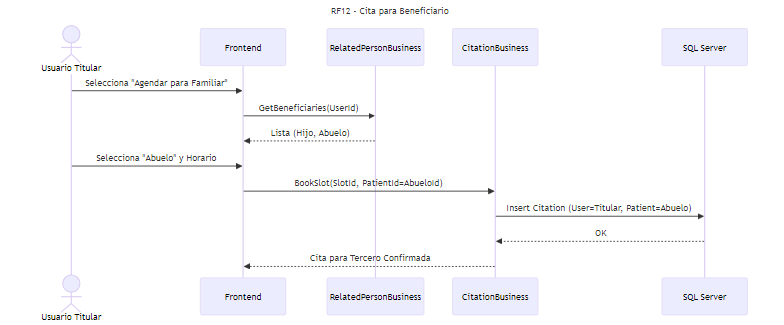 RF12 - Cita para Beneficiario
Usuario Titular
Frontend
RelatedPersonBusiness
CitationBusiness
SQL Server
Selecciona "Agendar para Familiar"
GetBeneficiaries(UserId)
Lista (Hijo, Abuelo)
Selecciona "Abuelo" y Horario
BookSlot(SlotId, PatientId=AbueloId)
Insert Citation (User=Titular, Patient=Abuelo)
OK
Cita para Tercero Confirmada
Usuario Titular
Frontend
RelatedPersonBusiness
CitationBusiness
SQL Server